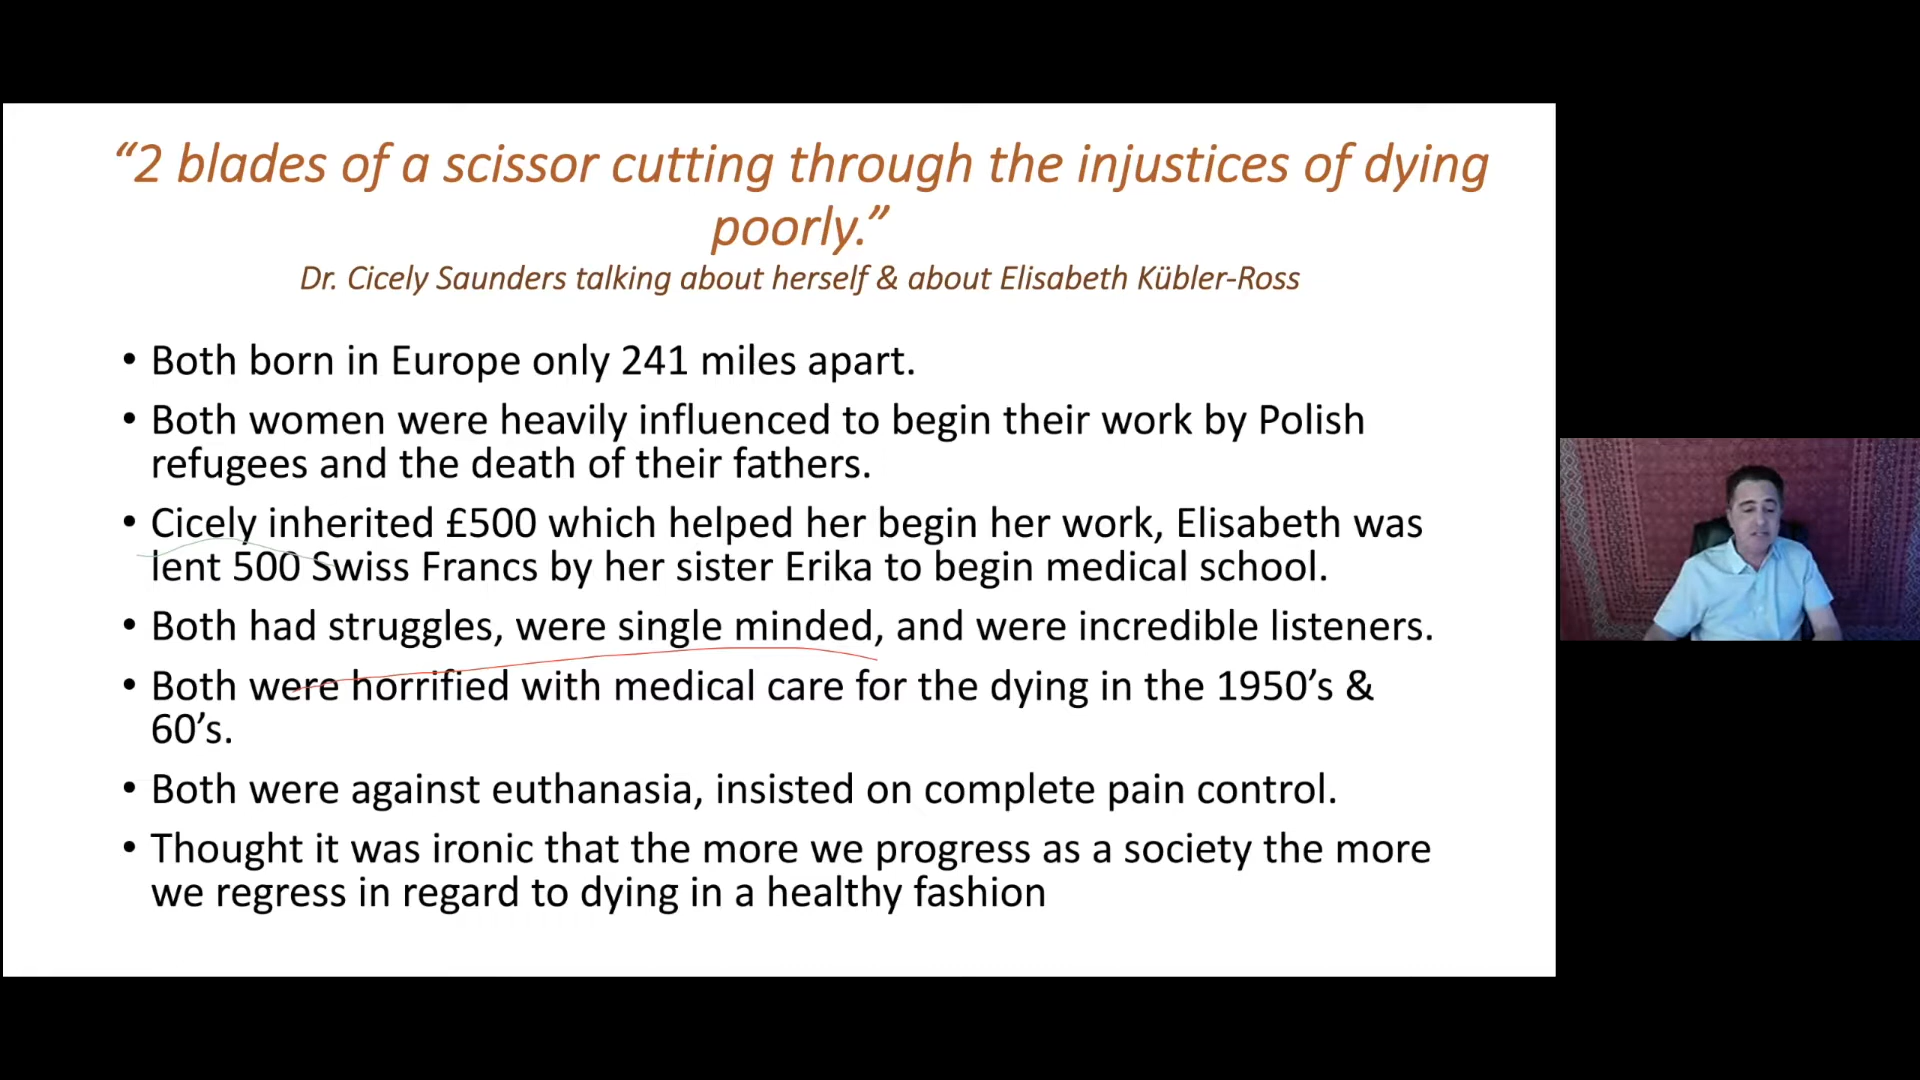 “2 blades of a scissor cutting through the injustices of dying
poorly.”
Dr. Cicely Saunders talking about herself & about Elisabeth Kübler-Ross
• Both born in Europe only 241 miles apart.
• Both women were heavily influenced to begin their work by Polish
refugees and the death of their fathers.
• Cicely inherited £500 which helped her begin her work, Elisabeth was
lent 500 Swiss Francs by her sister Erika to begin medical school.
• Both had struggles, were single minded, and were incredible listeners.
• Both were horrified with medical care for the dying in the 1950’s &
60’s.
• Both were against euthanasia, insisted on complete pain control.
• Thought it was ironic that the more we progress as a society the more
we regress in regard to dying in a healthy fashion